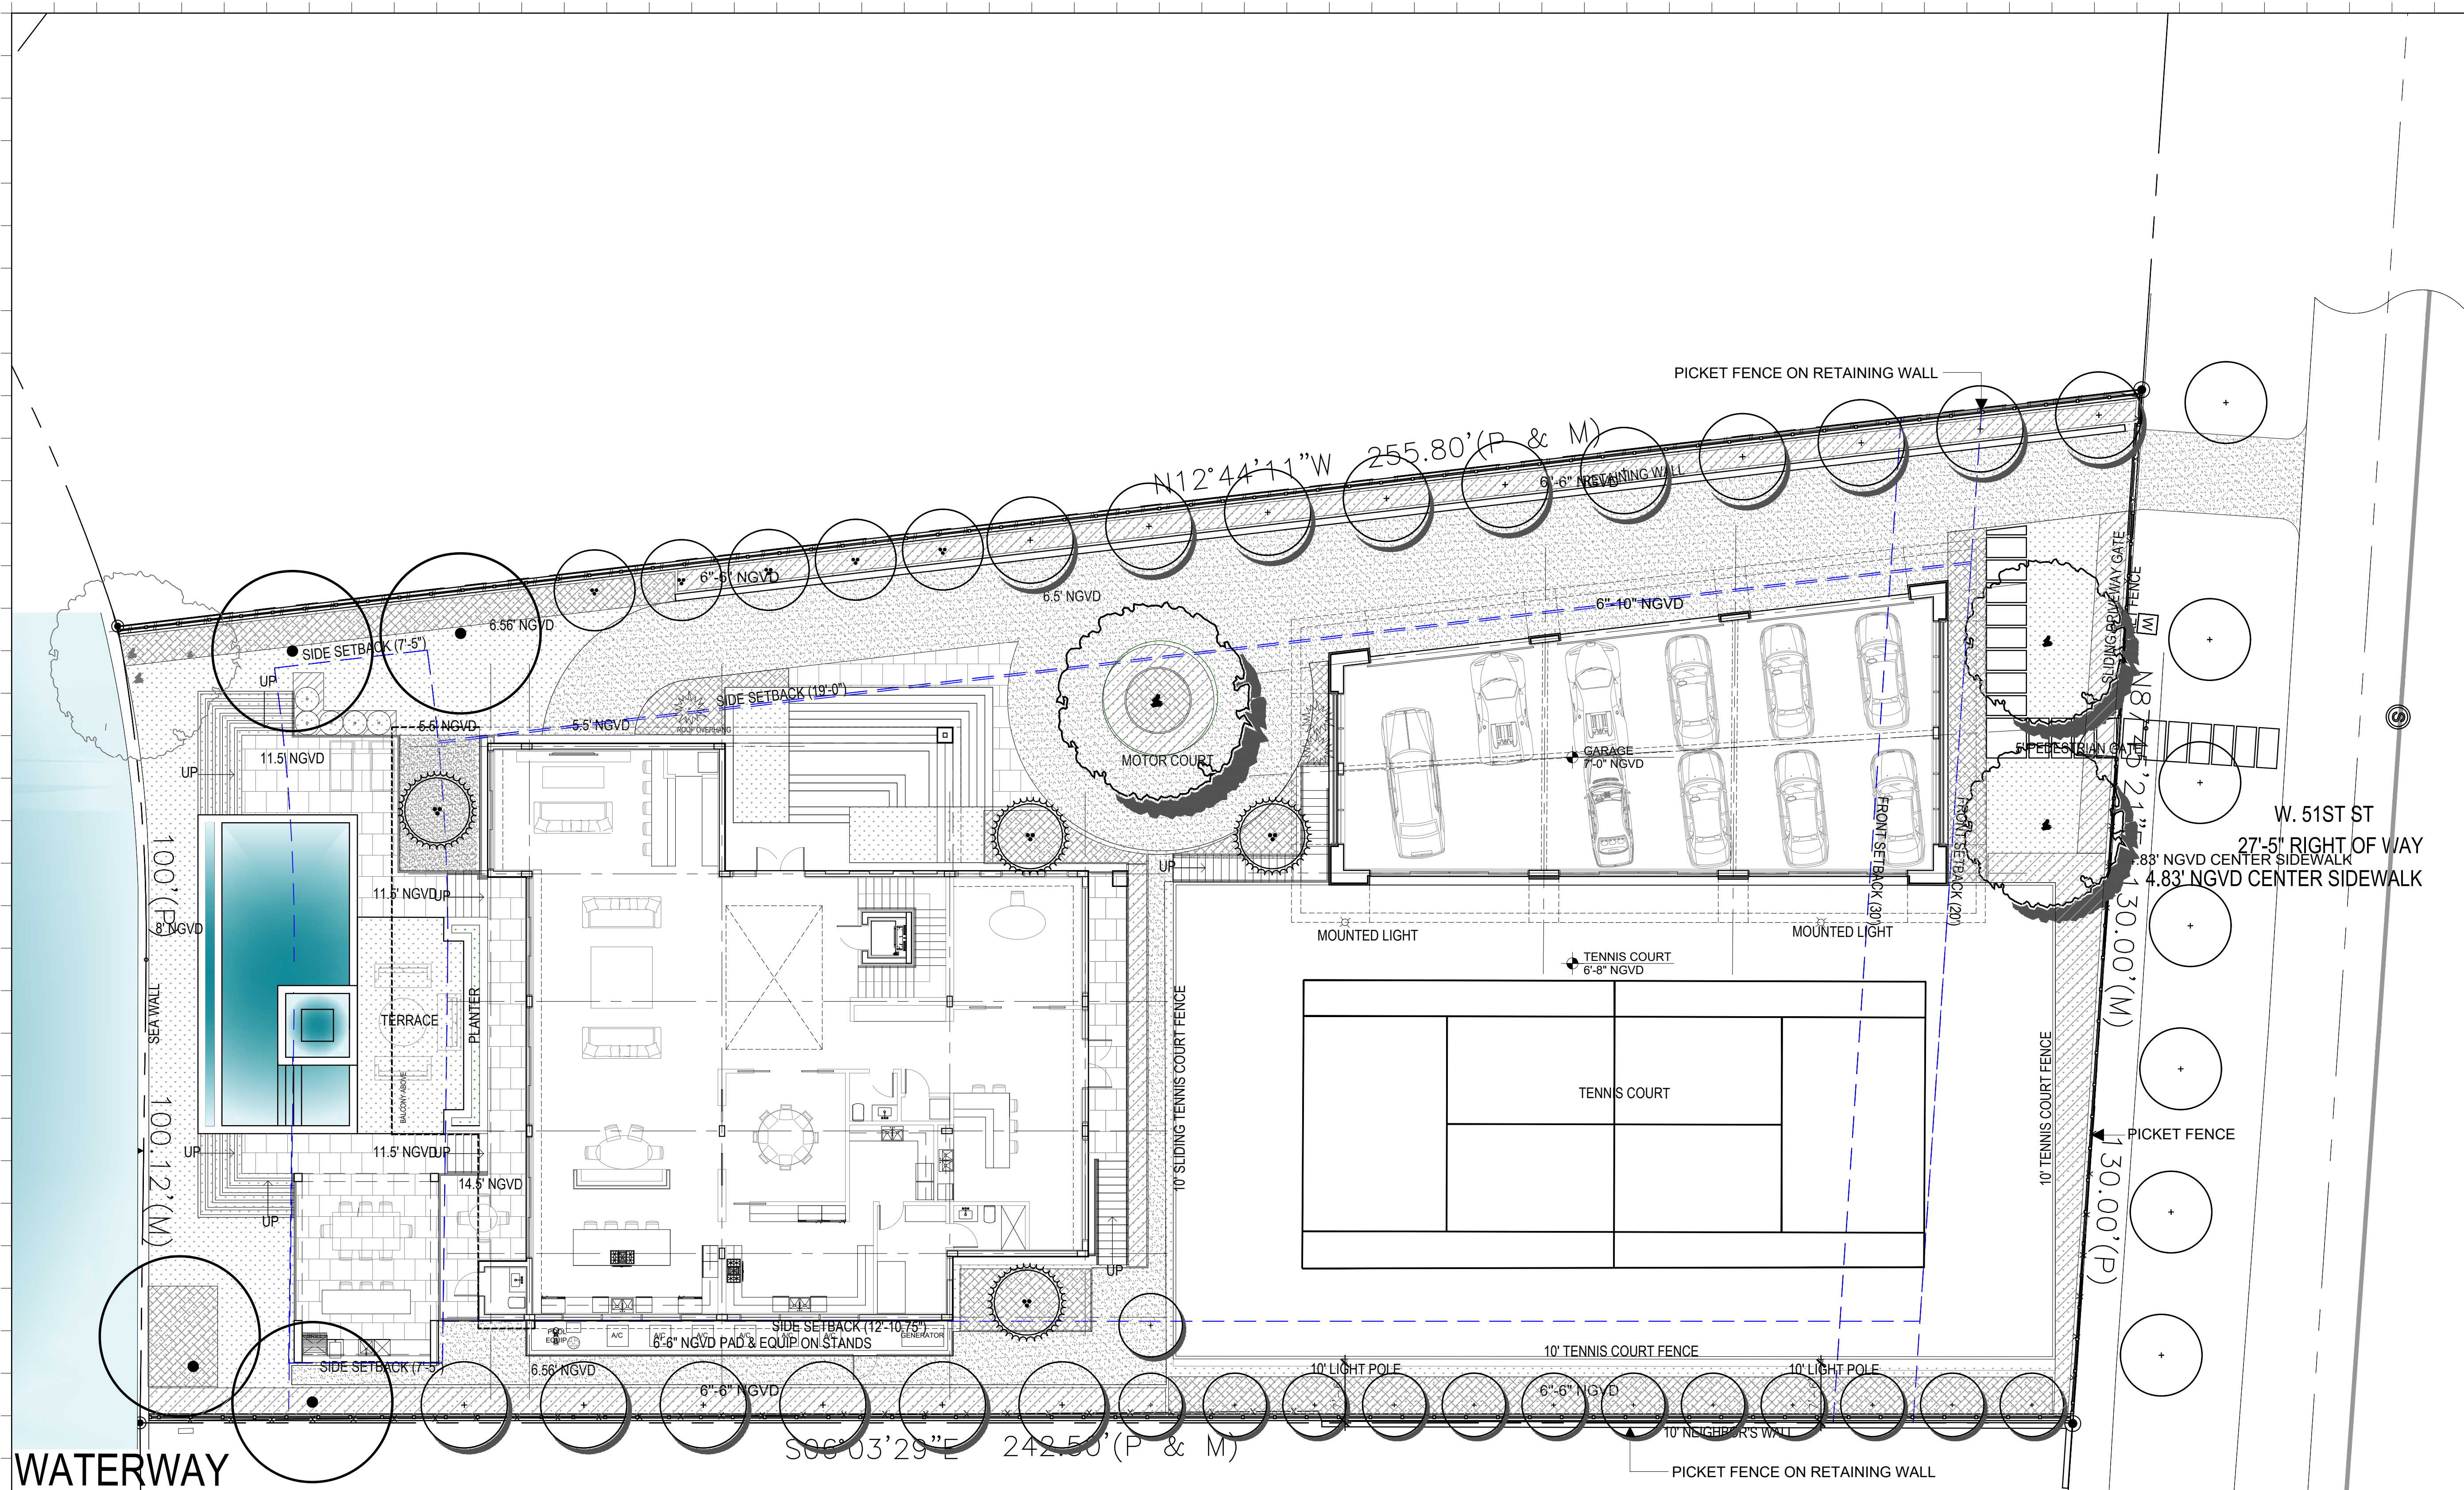 PICKET FENCE ON RETAINING WALL
N12°44'11"W 255.80'(P & M)
RETAINING WALL
6"-6" NGVD
6"-6" NGVD
6.5' NGVD
6"-10" NGVD
6.56' NGVD
SIDE SETBACK (7'-5")
SIDE SETBACK (19'-0")
SLIDING DRIVEWAY GATE
W
UP
5.5' NGVD
5.5' NGVD
ROOF OVERHANG
11.5' NGVD
UP
MOTOR COURT
GARAGE
7'-0" NGVD
5' PEDESTRIAN GATE
S
N87°45'21"
130.00'(M)
W. 51ST ST
27'-5" RIGHT OF WAY
.83' NGVD CENTER SIDEWALK
4.83' NGVD CENTER SIDEWALK
FRONT SETBACK (30')
FRONT SETBACK (20')
100'(P)
8' NGVD
11.5' NGVD
UP
UP
MOUNTED LIGHT
MOUNTED LIGHT
TENNIS COURT
6'-8" NGVD
SEA WALL
TERRACE
PLANTER
BALCONY ABOVE
10' SLIDING TENNIS COURT FENCE
TENNIS COURT
10' TENNIS COURT FENCE
PICKET FENCE
130.00'(P)
100.12'(M)
UP
11.5' NGVD
UP
14.5' NGVD
UP
UP
POOL
EQUIP
A/C
A/C
A/C
A/C
A/C
A/C
GENERATOR
SIDE SETBACK (12'-10.75")
6'-6" NGVD PAD & EQUIP ON STANDS
SIDE SETBACK (7'-5"
6.56' NGVD
6"-6" NGVD
10' TENNIS COURT FENCE
10' LIGHT POLE
10' LIGHT POLE
6"-6" NGVD
10' NEIGHBOR'S WALL
S06°03'29"E 242.50'(P & M)
PICKET FENCE ON RETAINING WALL
WATERWAY